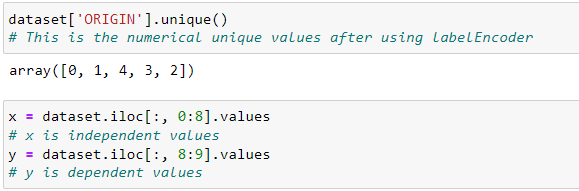 dataset['ORIGIN'].unique()
# This is the numerical unique values after using labelEncoder
array([0, 1, 4, 3, 2])
x = dataset.iloc[:, 0:8].values
# x is independent values
y = dataset.iloc[:, 8:9].values
# y is dependent values